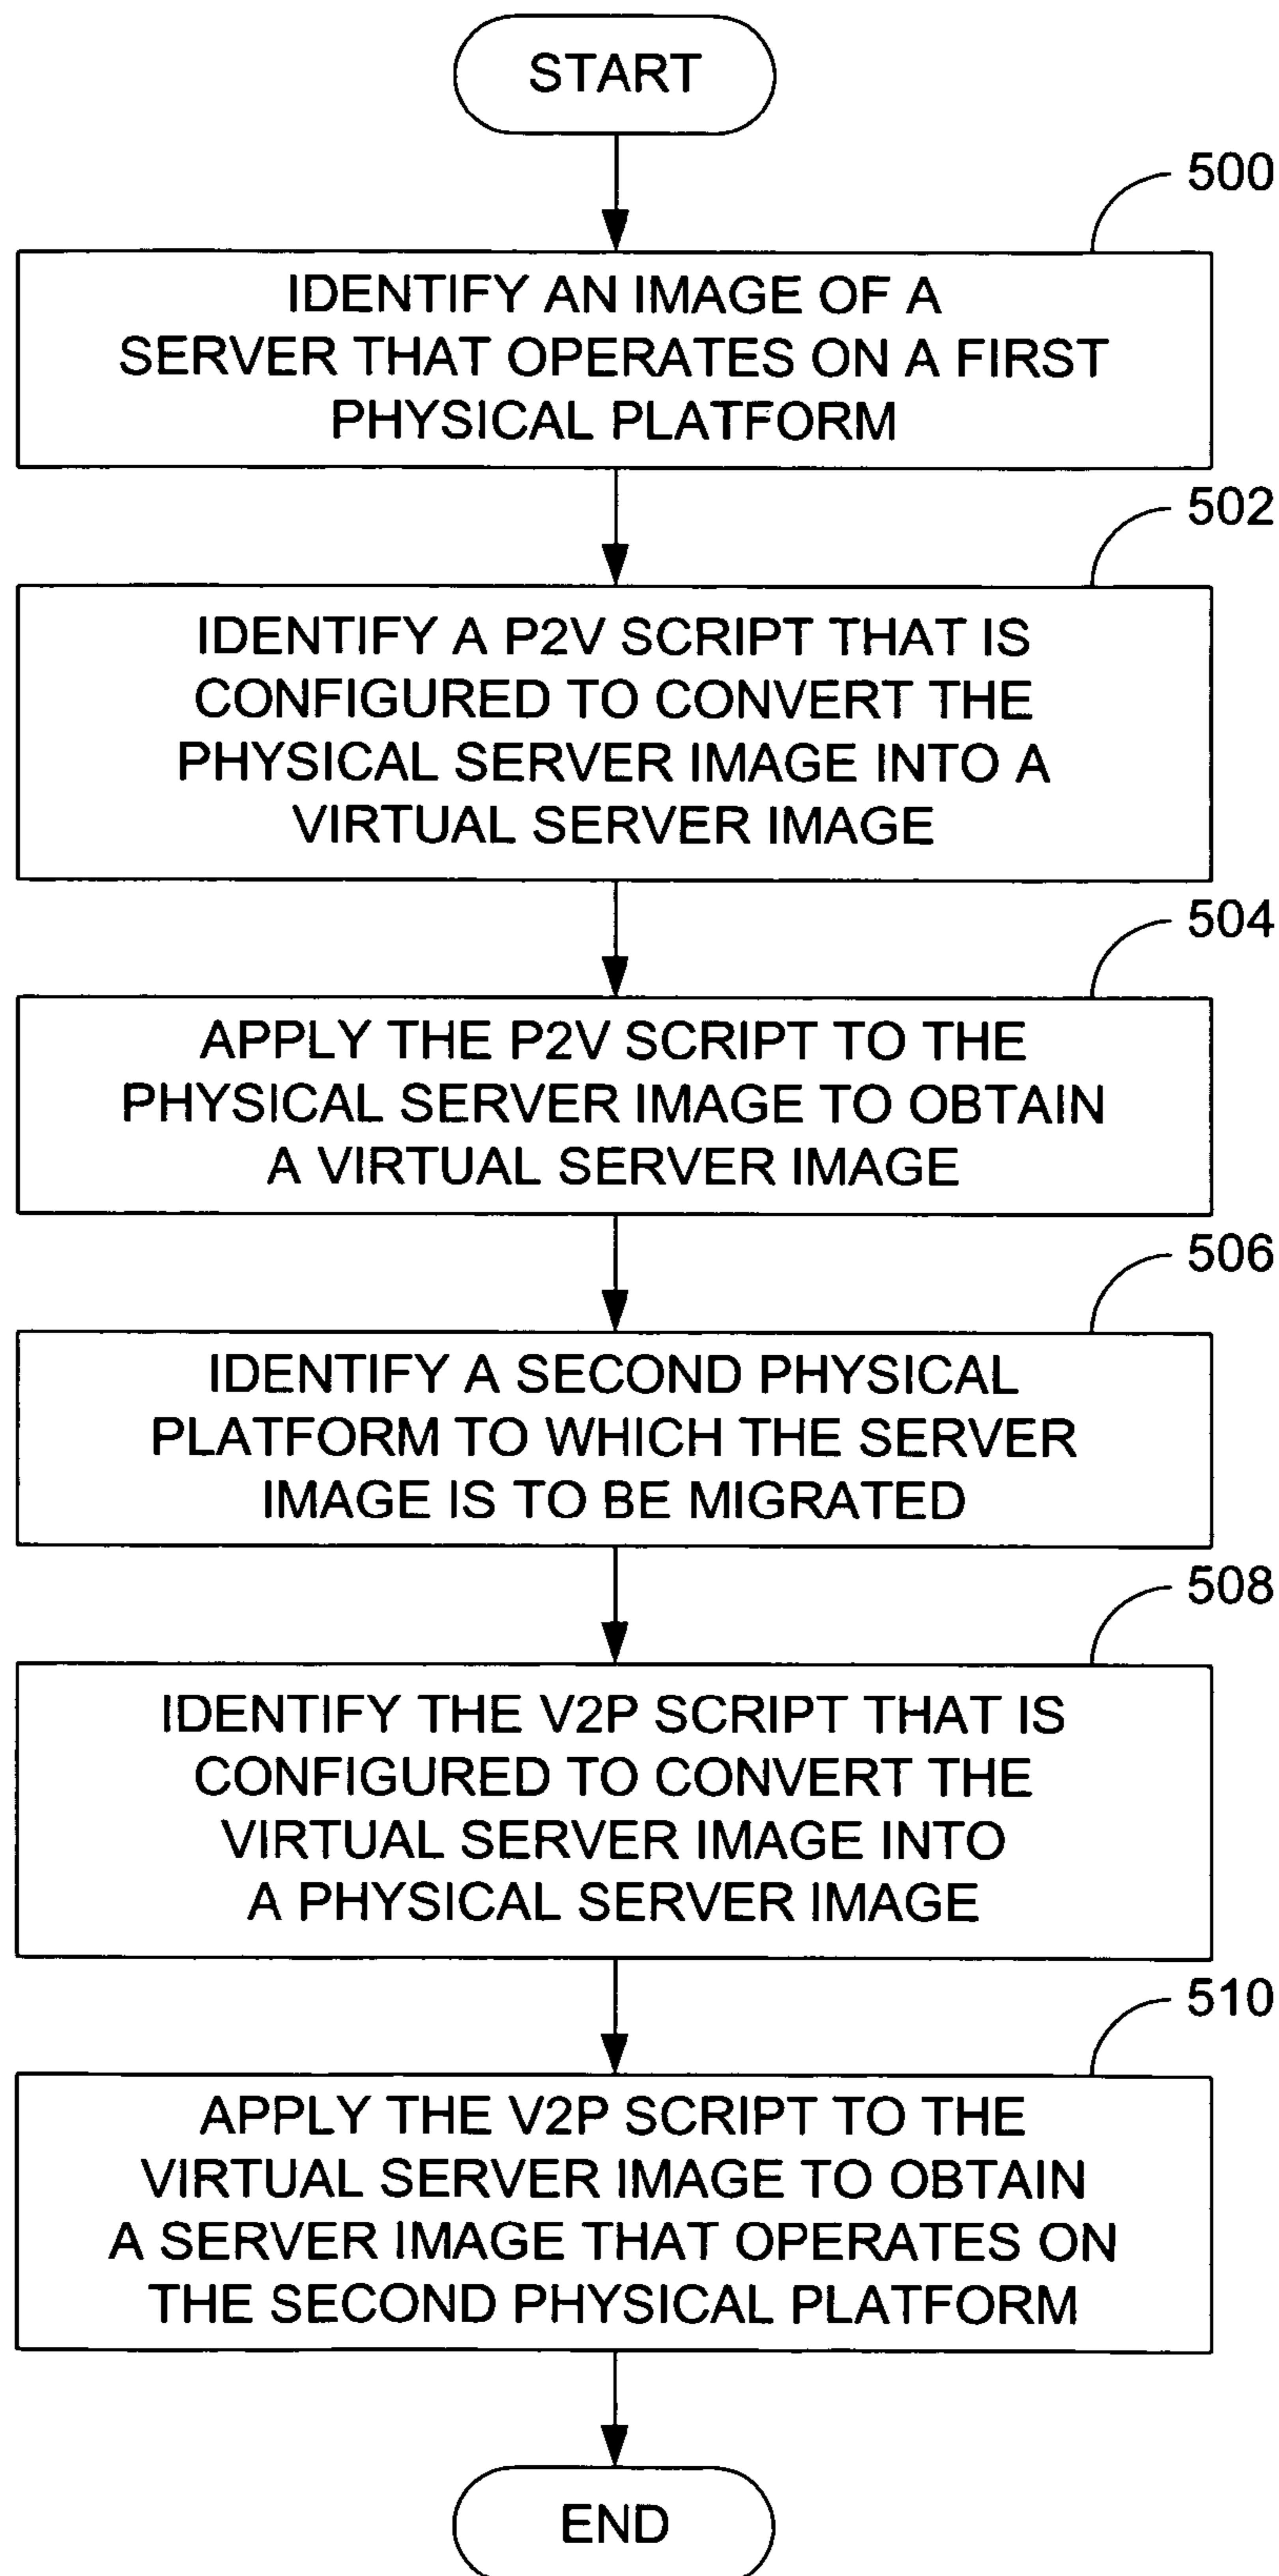 START
500
IDENTIFY AN IMAGE OF A
SERVER THAT OPERATES ON A FIRST
PHYSICAL PLATFORM
502
IDENTIFY A P2V SCRIPT THAT IS
CONFIGURED TO CONVERT THE
PHYSICAL SERVER IMAGE INTO A
VIRTUAL SERVER IMAGE
504
APPLY THE P2V SCRIPT TO THE
PHYSICAL SERVER IMAGE TO OBTAIN
A VIRTUAL SERVER IMAGE
506
IDENTIFY A SECOND PHYSICAL
PLATFORM TO WHICH THE SERVER
IMAGE IS TO BE MIGRATED
508
IDENTIFY THE V2P SCRIPT THAT IS
CONFIGURED TO CONVERT THE
VIRTUAL SERVER IMAGE INTO
A PHYSICAL SERVER IMAGE
510
APPLY THE V2P SCRIPT TO THE
VIRTUAL SERVER IMAGE TO OBTAIN
A SERVER IMAGE THAT OPERATES ON
THE SECOND PHYSICAL PLATFORM
END